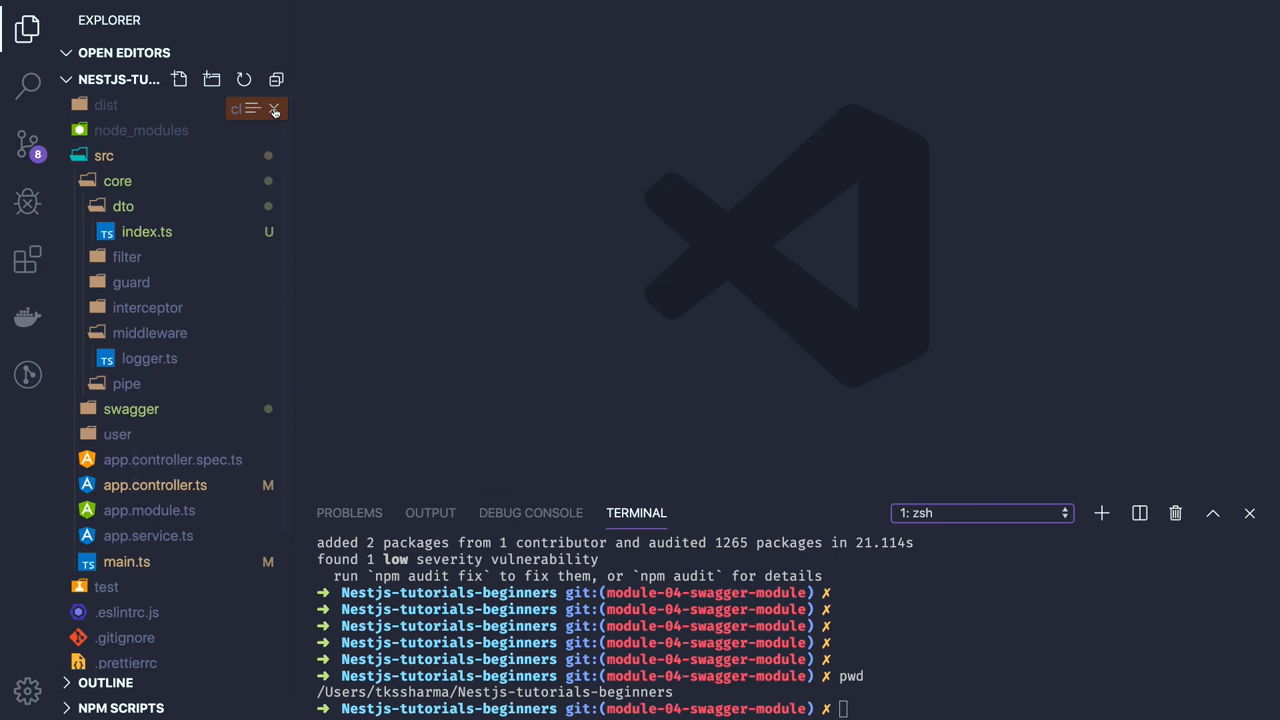 EXPLORER
OPEN EDITORS
NESTJS-TU...
dist
cl
node_modules
src
8
core
dto
TS index.ts U
filter
guard
interceptor
middleware
TS logger.ts
pipe
swagger
user
app.controller.spec.ts
app.controller.ts M
app.module.ts
app.service.ts
TS main.ts M
test
.eslintrc.js
.gitignore
.prettierrc
OUTLINE
NPM SCRIPTS
PROBLEMS OUTPUT DEBUG CONSOLE TERMINAL 1: zsh
added 2 packages from 1 contributor and audited 1265 packages in 21.114s
found 1 low severity vulnerability
run `npm audit fix` to fix them, or `npm audit` for details
➜ Nestjs-tutorials-beginners git:(module-04-swagger-module) ✗
➜ Nestjs-tutorials-beginners git:(module-04-swagger-module) ✗
➜ Nestjs-tutorials-beginners git:(module-04-swagger-module) ✗
➜ Nestjs-tutorials-beginners git:(module-04-swagger-module) ✗
➜ Nestjs-tutorials-beginners git:(module-04-swagger-module) ✗
➜ Nestjs-tutorials-beginners git:(module-04-swagger-module) ✗ pwd
/Users/tkssharma/Nestjs-tutorials-beginners
➜ Nestjs-tutorials-beginners git:(module-04-swagger-module) ✗